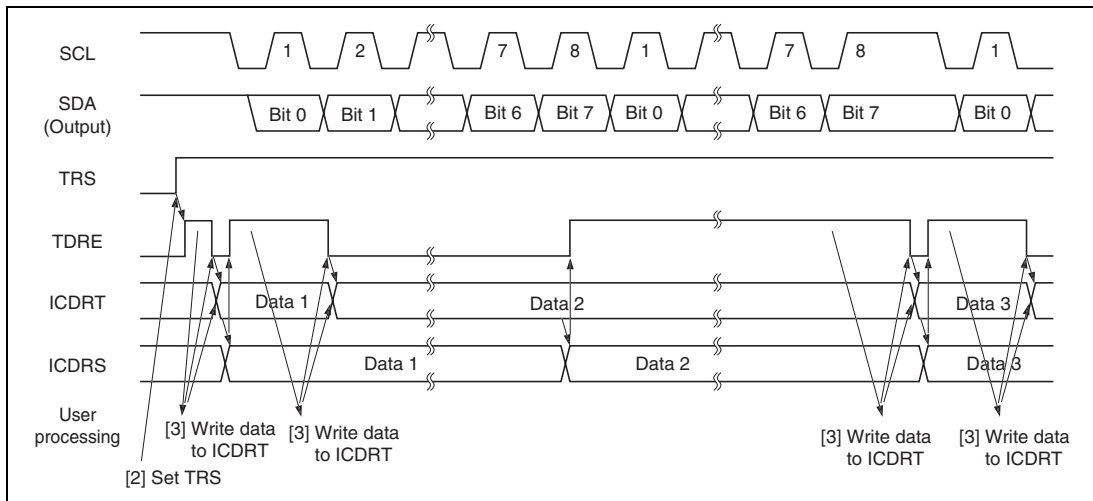 SCL
1 2 7 8 1 7 8 1
SDA
(Output)
Bit 0 Bit 1 Bit 6 Bit 7 Bit 0 Bit 6 Bit 7 Bit 0
TRS
TDRE
ICDRT
Data 1 Data 2 Data 3
ICDRS
Data 1 Data 2 Data 3
User
processing
[3] Write data
to ICDRT
[3] Write data
to ICDRT
[3] Write data
to ICDRT
[3] Write data
to ICDRT
[2] Set TRS